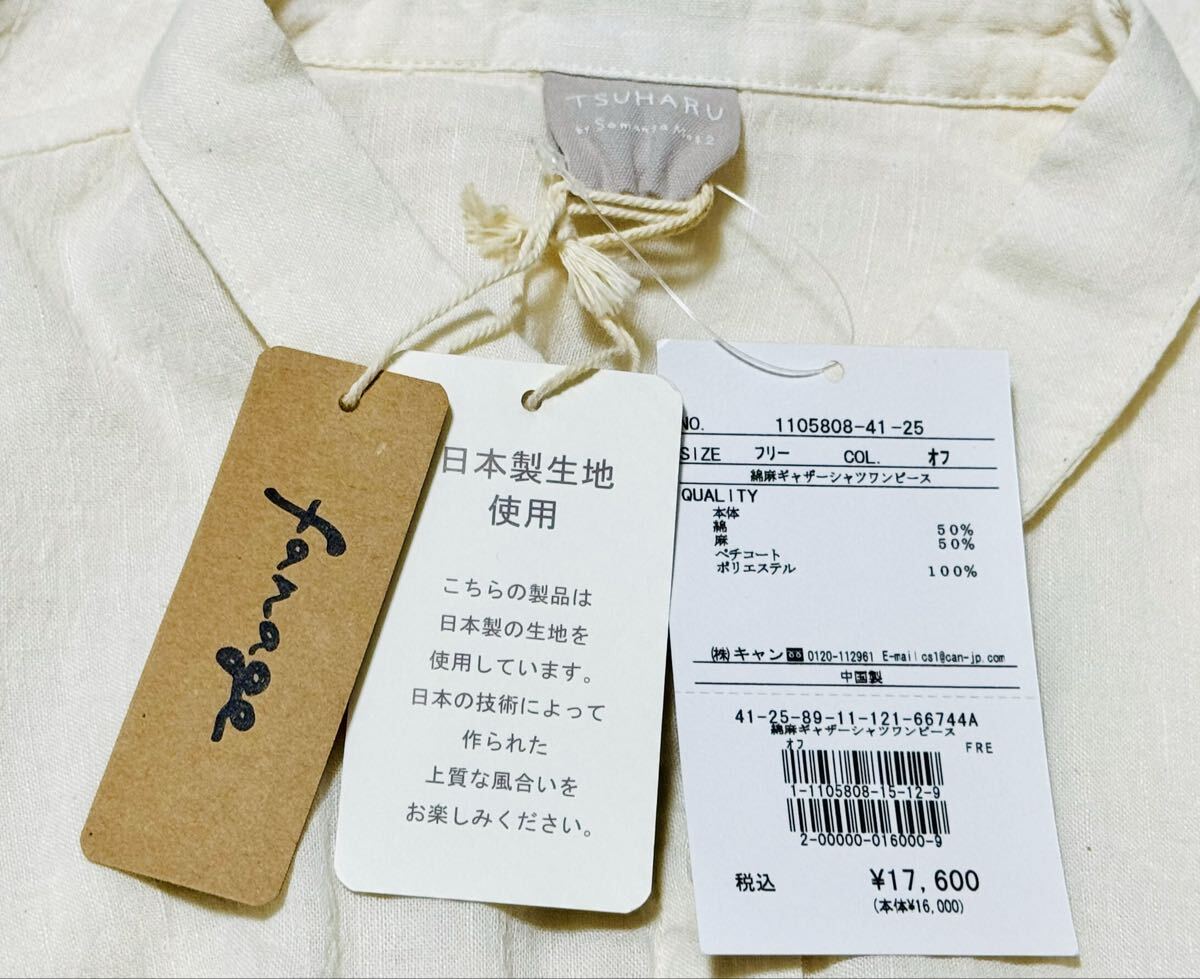 TSUHARU
by Samansa Mos2
fanage
日本製生地
使用
こちらの製品は
日本製の生地を
使用しています。
日本の技術によって
作られた
上質な風合いを
お楽しみください。
NO. 1105808-41-25
SIZE フリー COL. オフ
綿麻ギャザーシャツワンピース
QUALITY
本体
綿 50%
麻 50%
ペチコート
ポリエステル 100%
(株)キャン 0120-112961 E-mail cs1@can-jp.com
中国製
41-25-89-11-121-66744A
綿麻ギャザーシャツワンピース
オフ FRE
1-1105808-15-12-9
2-00000-016000-9
税込 ¥17,600
(本体¥16,000)